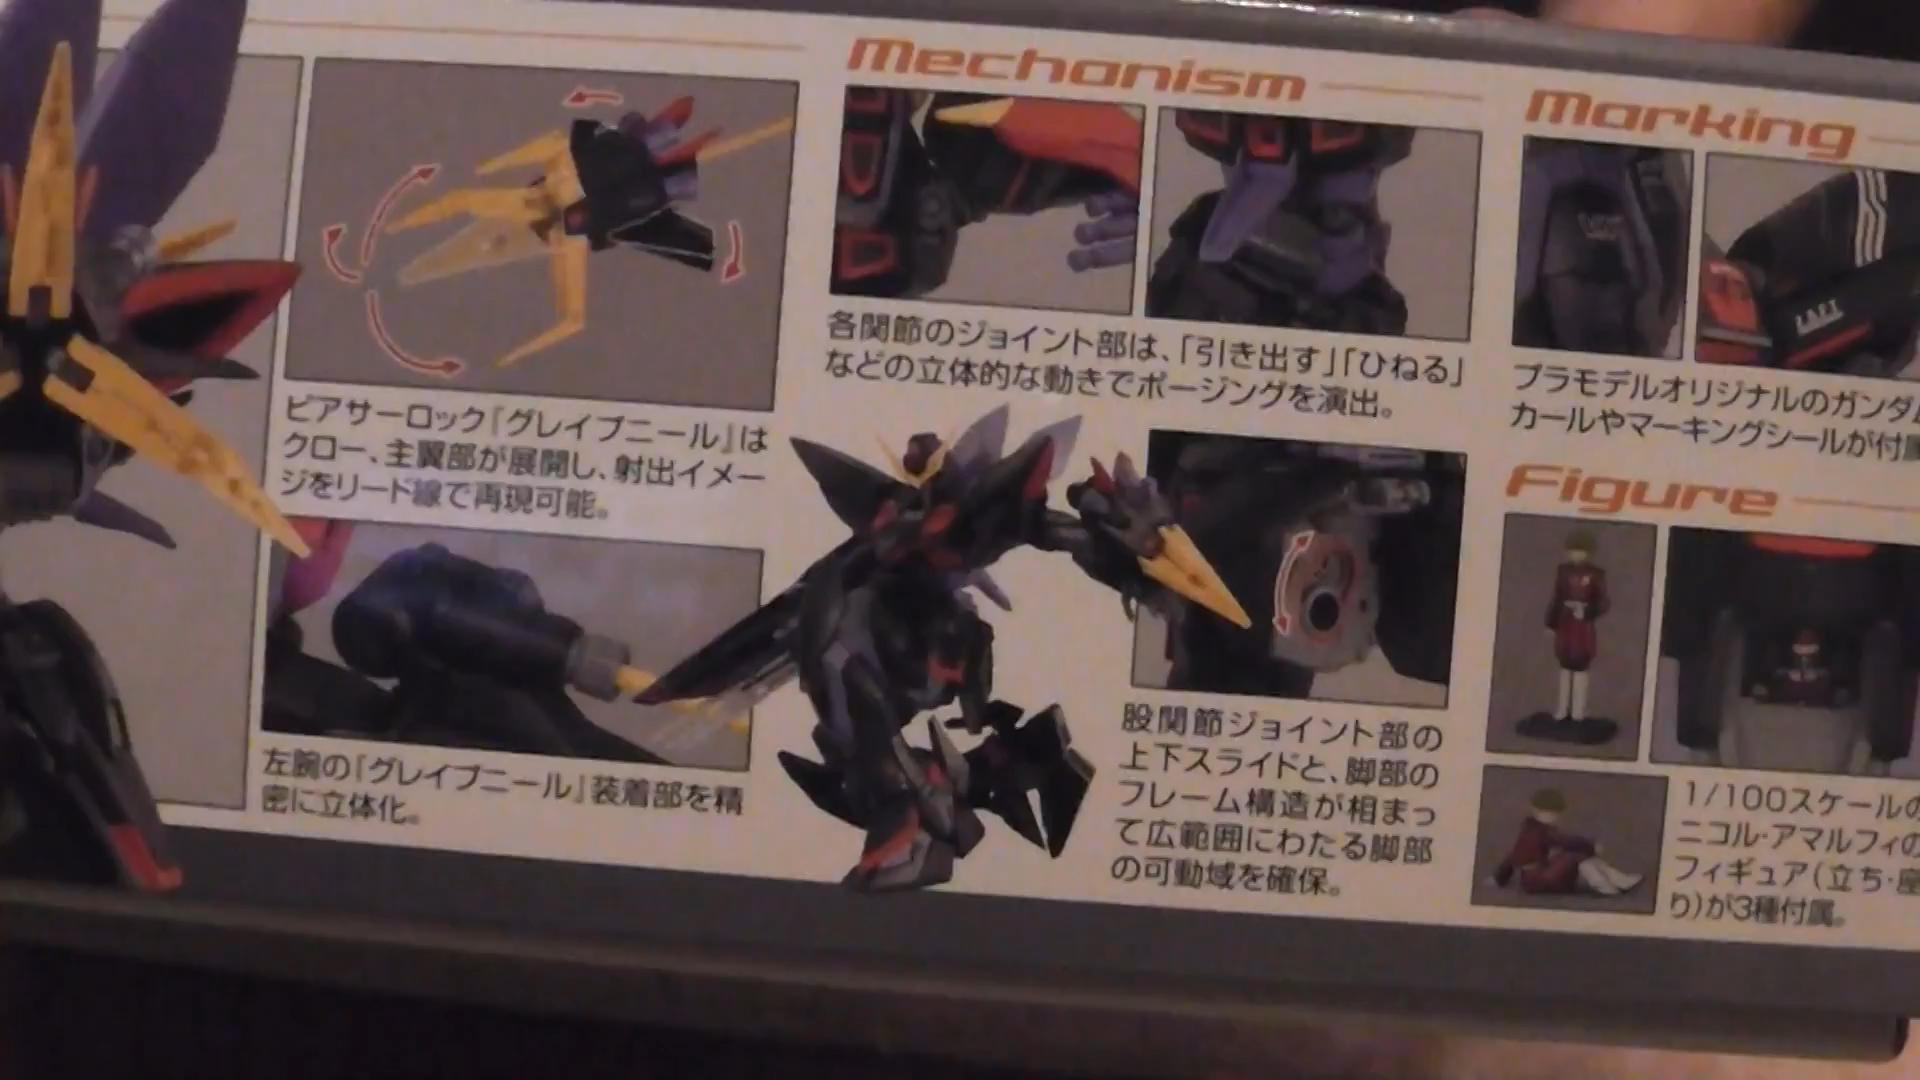 ピアサーロック『グレイプニール』は
クロー、主翼部が展開し、射出イメー
ジをリード線で再現可能。
左腕の『グレイプニール』装着部を精
密に立体化。
Mechanism
各関節のジョイント部は、「引き出す」「ひねる」
などの立体的な動きでポージングを演出。
股関節ジョイント部の
上下スライドと、脚部の
フレーム構造が相まっ
て広範囲にわたる脚部
の可動域を確保。
Marking
ZAFT
プラモデルオリジナルのガンダム
カールやマーキングシールが付属
Figure
1/100スケールの
ニコル・アマルフィの
フィギュア(立ち・座
り)が3種付属。